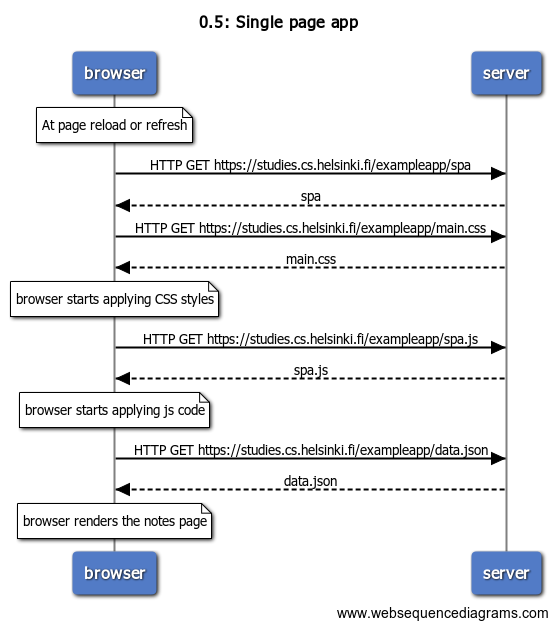 0.5: Single page app
browser
server
At page reload or refresh
HTTP GET https://studies.cs.helsinki.fi/exampleapp/spa
spa
HTTP GET https://studies.cs.helsinki.fi/exampleapp/main.css
main.css
browser starts applying CSS styles
HTTP GET https://studies.cs.helsinki.fi/exampleapp/spa.js
spa.js
browser starts applying js code
HTTP GET https://studies.cs.helsinki.fi/exampleapp/data.json
data.json
browser renders the notes page
browser
server
www.websequencediagrams.com